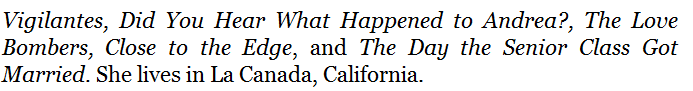 Vigilantes, Did You Hear What Happened to Andrea?, The Love
Bombers, Close to the Edge, and The Day the Senior Class Got
Married. She lives in La Canada, California.